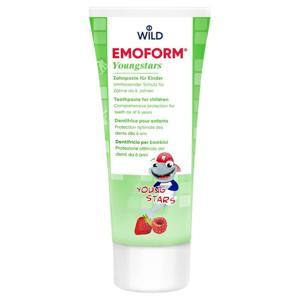 WILD
EMOFORM®
Youngstars
Zahnpasta für Kinder
Umfassender Schutz für
Zähne ab 6 Jahren
Toothpaste for children
Comprehensive protection for
teeth as of 6 years
Dentifrice pour enfants
Protection optimale des
dents dès 6 ans
Dentifricio per bambini
Protezione ottimale dei
denti da 6 anni
YOUNG
STARS